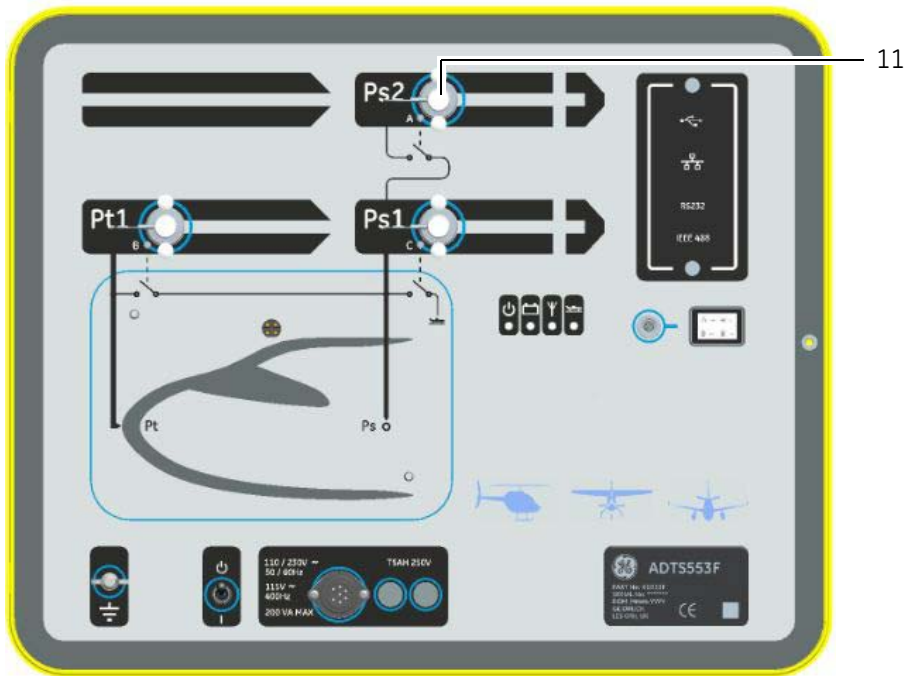 11
Ps2
A
Pt1
B
Ps1
C
RS232
IEEE 488
Pt
Ps
110 / 230V ~
50 / 60Hz
115V ~
400Hz
200 VA MAX
T5AH 250V
I
GE
ADTS553F
CE